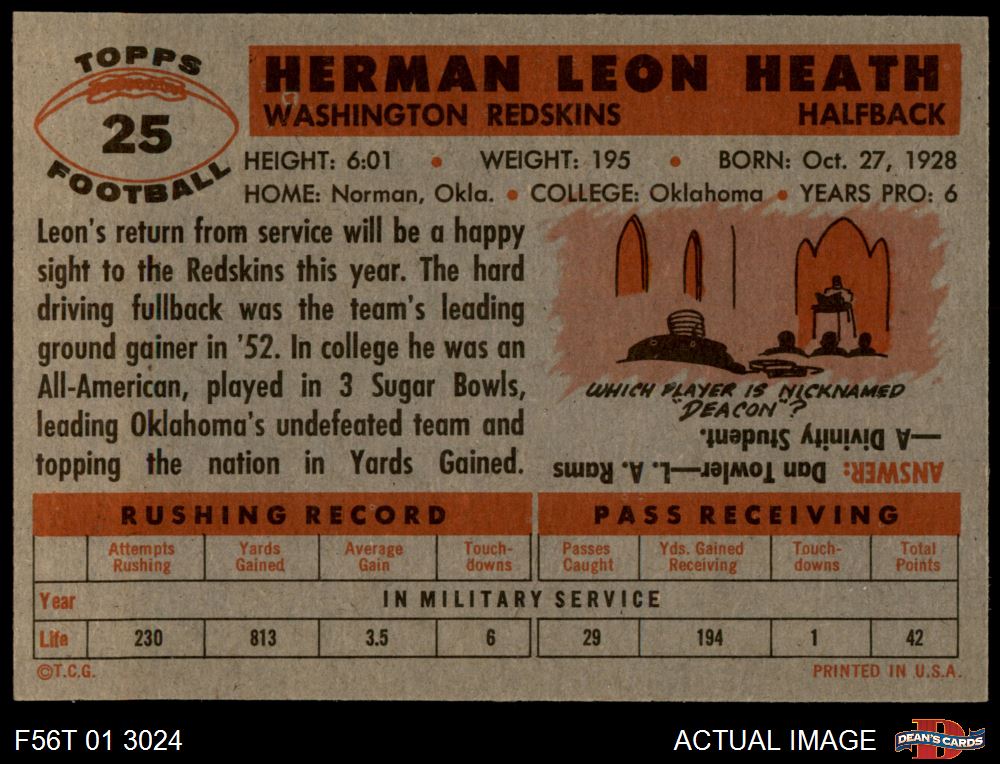 TOPPS
25
FOOTBALL
HERMAN LEON HEATH
WASHINGTON REDSKINS HALFBACK
HEIGHT: 6:01 • WEIGHT: 195 • BORN: Oct. 27, 1928
HOME: Norman, Okla. • COLLEGE: Oklahoma • YEARS PRO: 6
Leon's return from service will be a happy
sight to the Redskins this year. The hard
driving fullback was the team's leading
ground gainer in '52. In college he was an
All-American, played in 3 Sugar Bowls,
leading Oklahoma's undefeated team and
topping the nation in Yards Gained.
WHICH PLAYER IS NICKNAMED
"DEACON"?
ANSWER: Dan Towler—L. A. Rams
—A Divinity Student.
RUSHING RECORD PASS RECEIVING
Attempts Yards Average Touch- Passes Yds. Gained Touch- Total
Rushing Gained Gain downs Caught Receiving downs Points
Year IN MILITARY SERVICE
Life 230 813 3.5 6 29 194 1 42
©T.C.G. PRINTED IN U.S.A.
F56T 01 3024 ACTUAL IMAGE DEAN'S CARDS